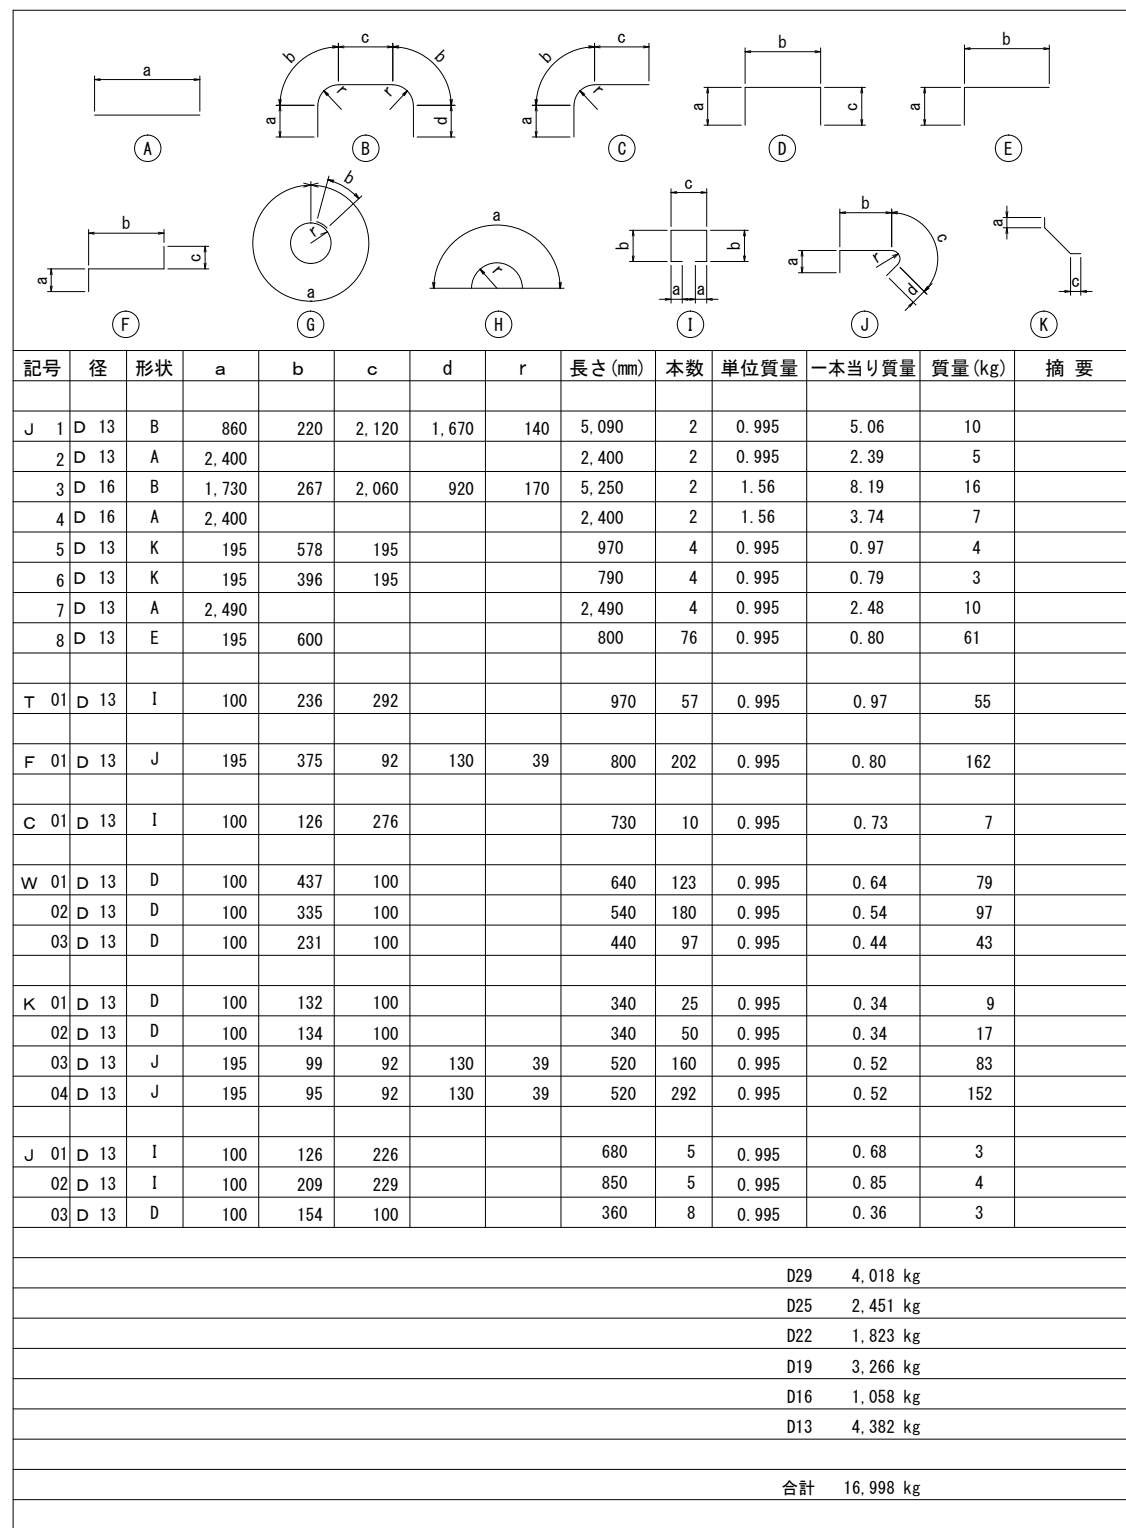 a
b c b
r r
a d
b c
r
a
b
a c
b
a
A B C D E
b
a c
b
r
a
a
r
c
b b
a a
b
a c
r
d
a
c
F G H I J K
記号 径 形状 a b c d r 長さ(mm) 本数 単位質量 一本当り質量 質量(kg) 摘 要
J 1 D 13 B 860 220 2,120 1,670 140 5,090 2 0.995 5.06 10
2 D 13 A 2,400 2,400 2 0.995 2.39 5
3 D 16 B 1,730 267 2,060 920 170 5,250 2 1.56 8.19 16
4 D 16 A 2,400 2,400 2 1.56 3.74 7
5 D 13 K 195 578 195 970 4 0.995 0.97 4
6 D 13 K 195 396 195 790 4 0.995 0.79 3
7 D 13 A 2,490 2,490 4 0.995 2.48 10
8 D 13 E 195 600 800 76 0.995 0.80 61
T 01 D 13 I 100 236 292 970 57 0.995 0.97 55
F 01 D 13 J 195 375 92 130 39 800 202 0.995 0.80 162
C 01 D 13 I 100 126 276 730 10 0.995 0.73 7
W 01 D 13 D 100 437 100 640 123 0.995 0.64 79
02 D 13 D 100 335 100 540 180 0.995 0.54 97
03 D 13 D 100 231 100 440 97 0.995 0.44 43
K 01 D 13 D 100 132 100 340 25 0.995 0.34 9
02 D 13 D 100 134 100 340 50 0.995 0.34 17
03 D 13 J 195 99 92 130 39 520 160 0.995 0.52 83
04 D 13 J 195 95 92 130 39 520 292 0.995 0.52 152
J 01 D 13 I 100 126 226 680 5 0.995 0.68 3
02 D 13 I 100 209 229 850 5 0.995 0.85 4
03 D 13 D 100 154 100 360 8 0.995 0.36 3
D29 4,018 kg
D25 2,451 kg
D22 1,823 kg
D19 3,266 kg
D16 1,058 kg
D13 4,382 kg
合計 16,998 kg